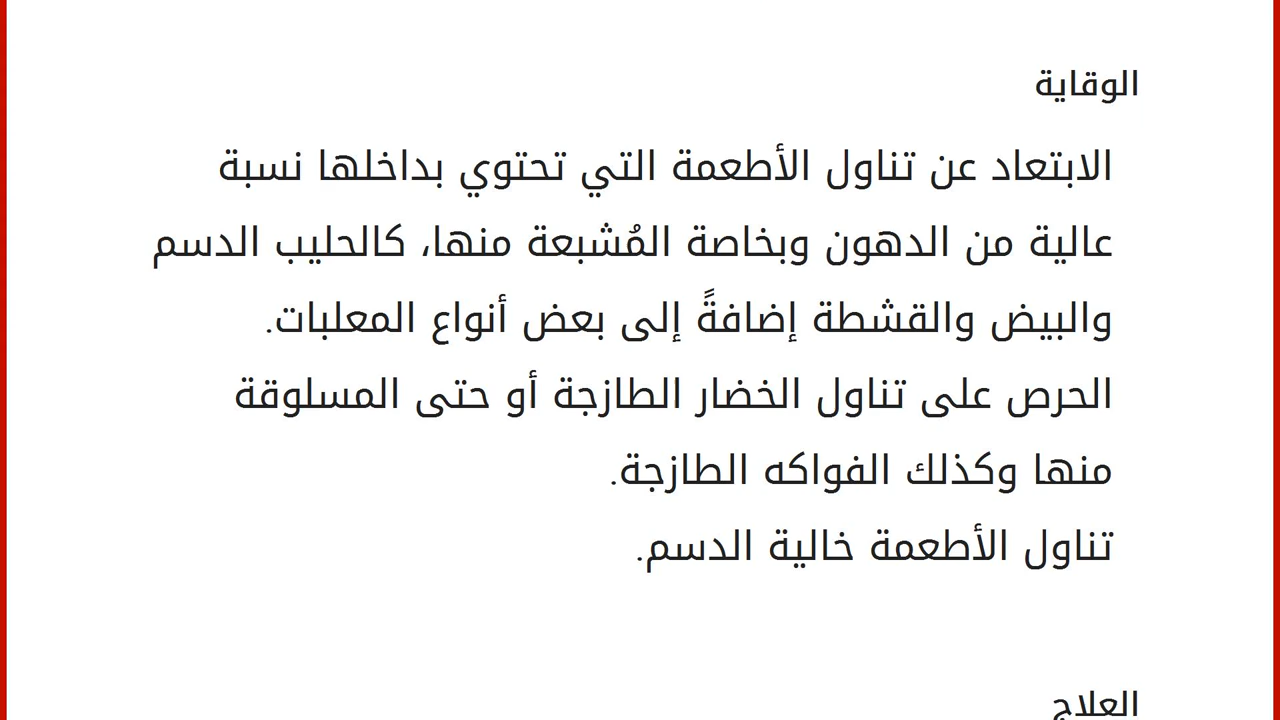 الوقاية
الابتعاد عن تناول الأطعمة التي تحتوي بداخلها نسبة
عالية من الدهون وبخاصة المُشبعة منها، كالحليب الدسم
والبيض والقشطة إضافةً إلى بعض أنواع المعلبات.
الحرص على تناول الخضار الطازجة أو حتى المسلوقة
منها وكذلك الفواكه الطازجة.
تناول الأطعمة خالية الدسم.
العلاج